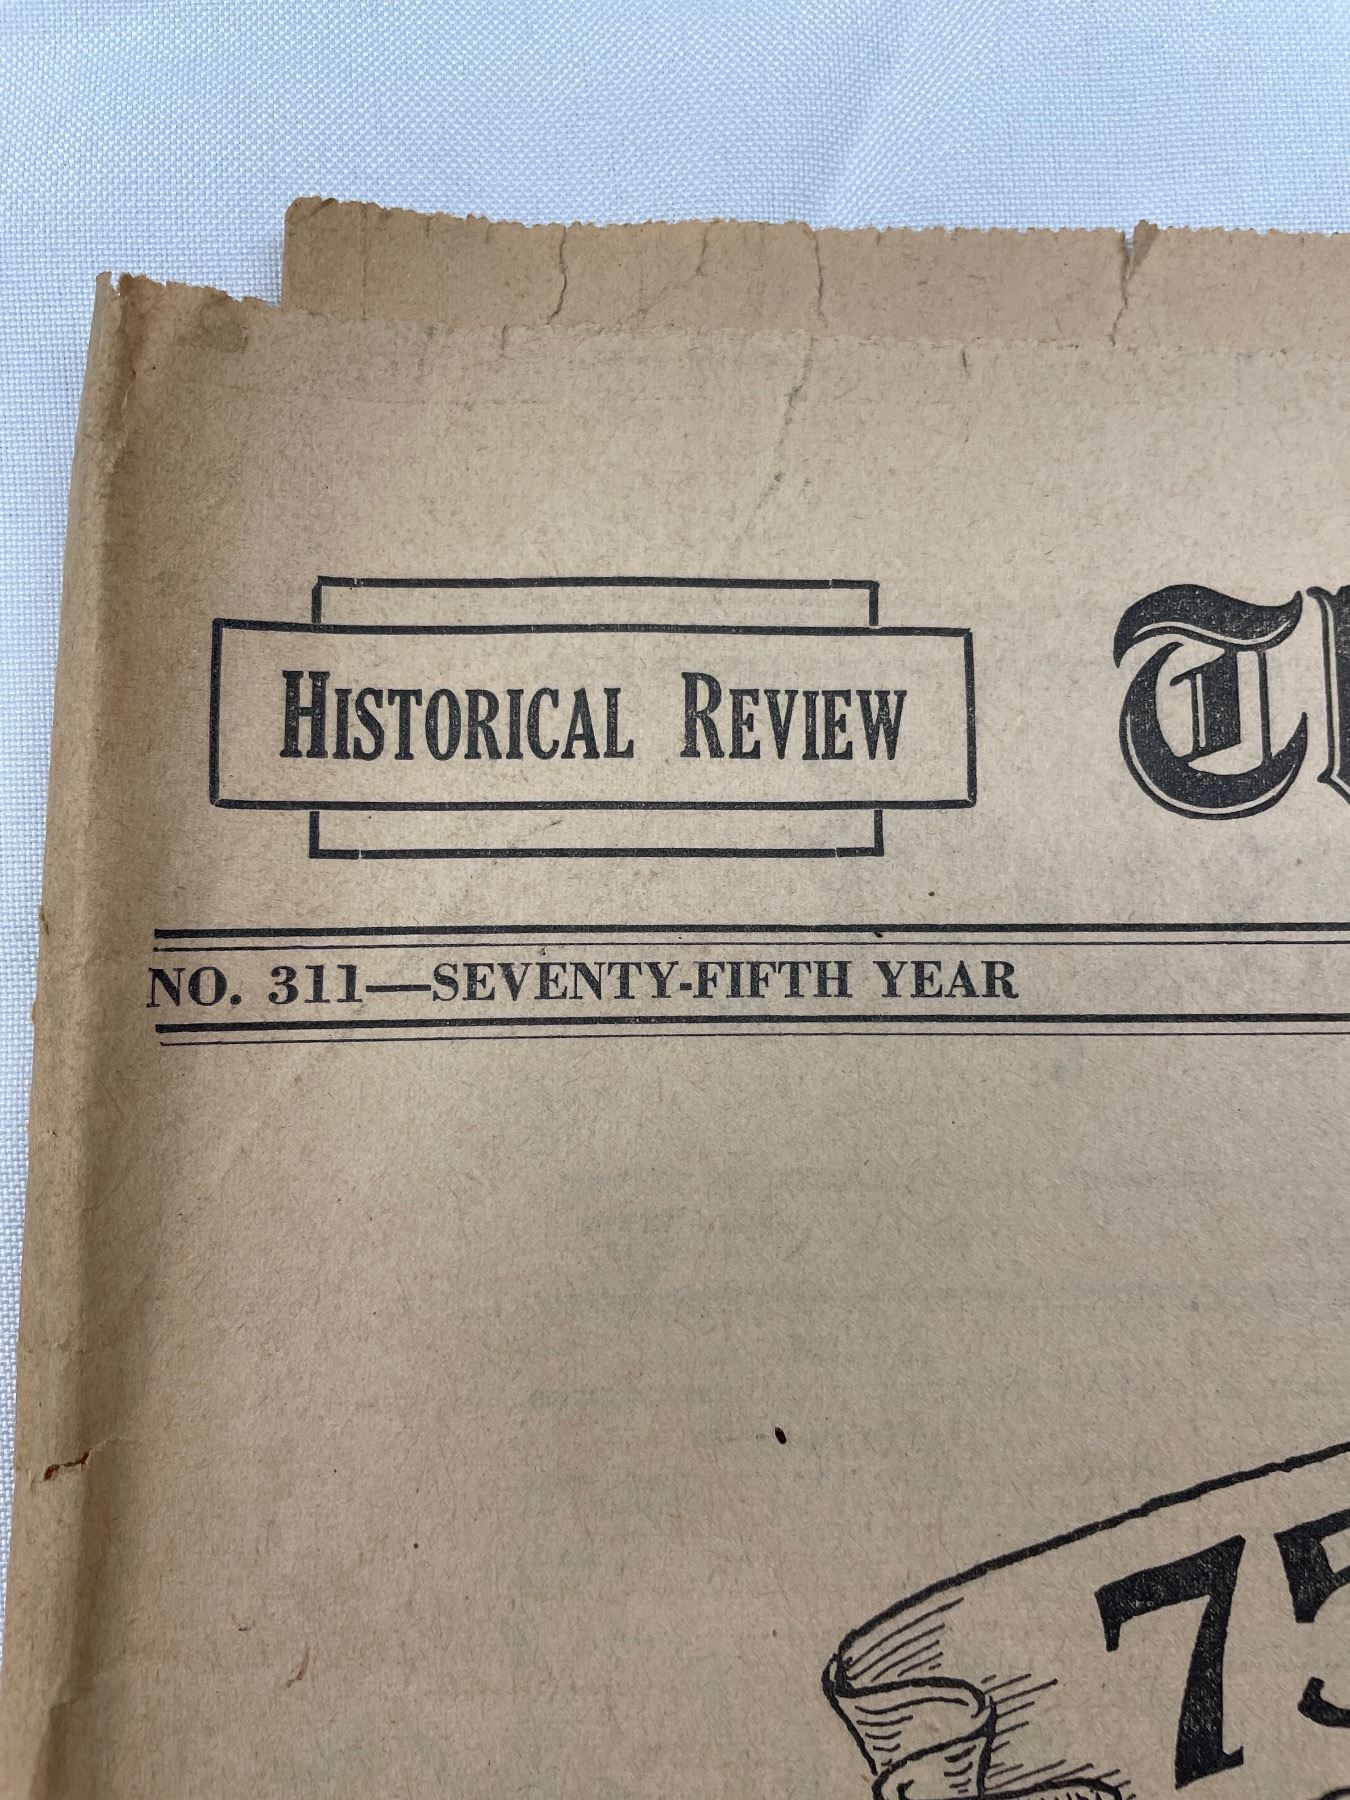 HISTORICAL REVIEW
NO. 311—SEVENTY-FIFTH YEAR